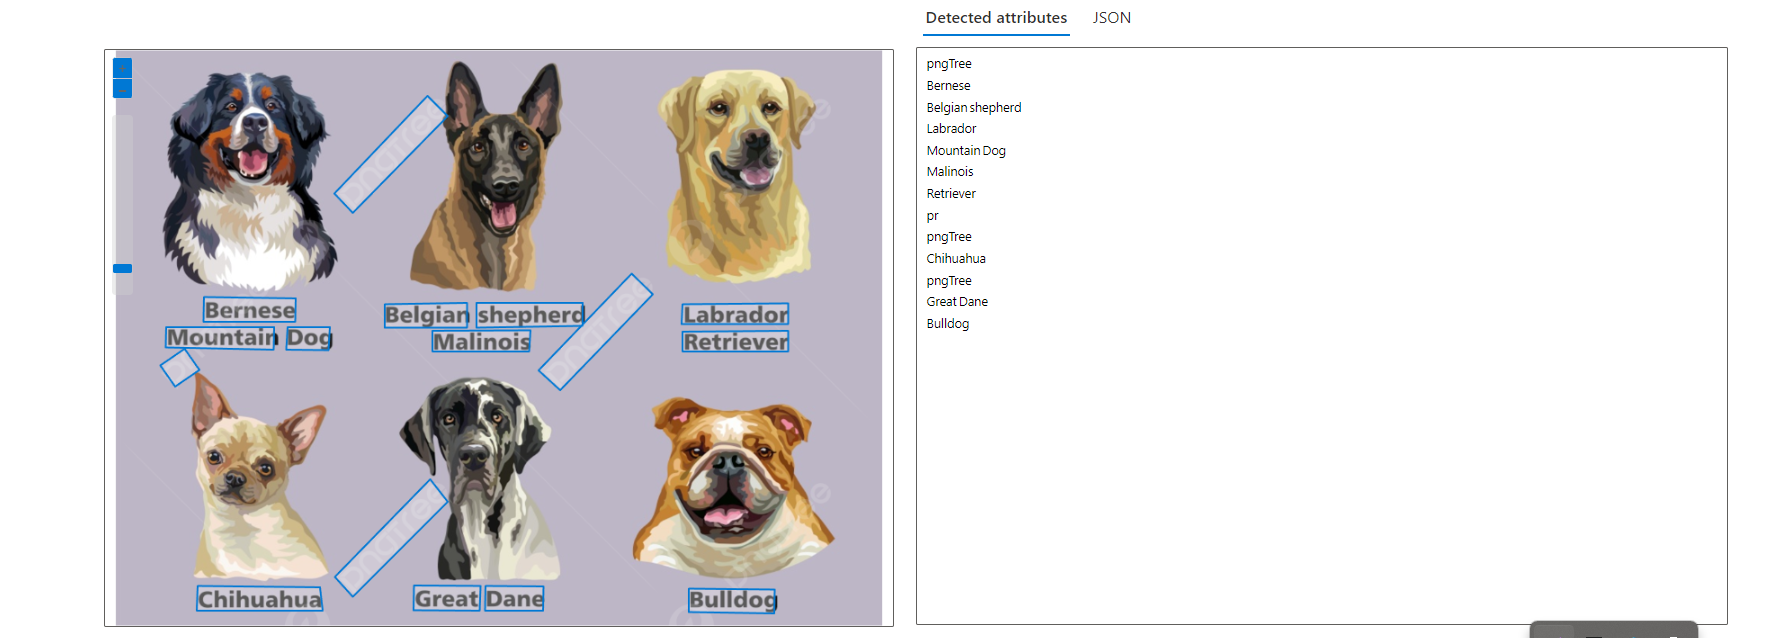 Detected attributes JSON
pngtree
Bernese
Mountain Dog
Belgian shepherd
Malinois
Labrador
Retriever
pngtree
Chihuahua
Great Dane
Bulldog
pngtree
pngTree
Bernese
Belgian shepherd
Labrador
Mountain Dog
Malinois
Retriever
pr
pngTree
Chihuahua
pngTree
Great Dane
Bulldog